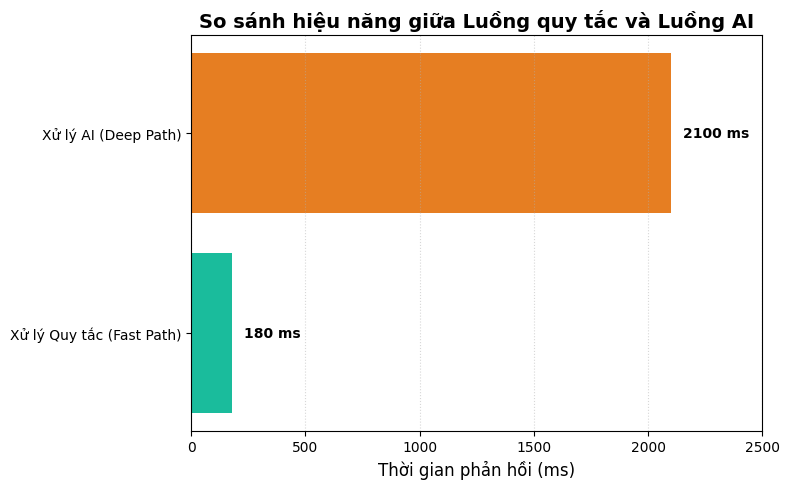 So sánh hiệu năng giữa Luồng quy tắc và Luồng AI
Xử lý AI (Deep Path)
2100 ms
Xử lý Quy tắc (Fast Path)
180 ms
0 500 1000 1500 2000 2500
Thời gian phản hồi (ms)